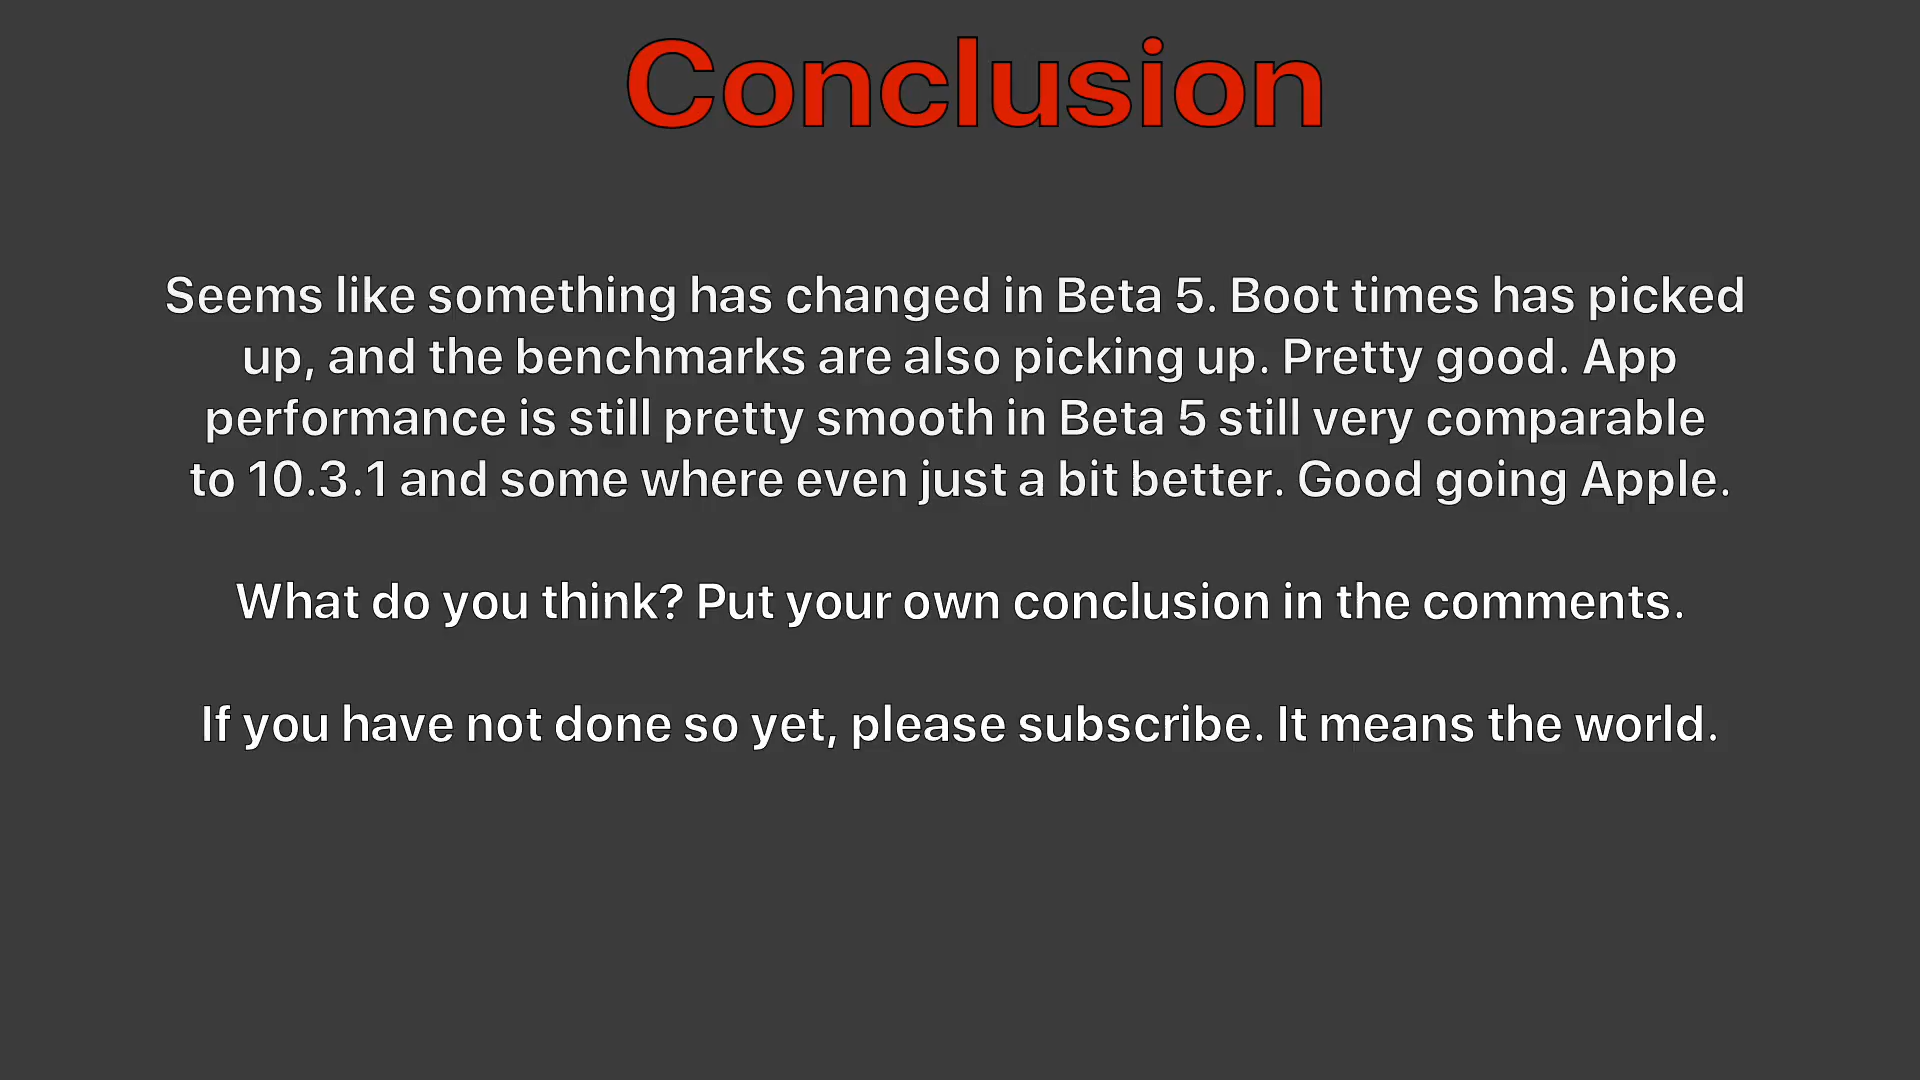 Conclusion
Seems like something has changed in Beta 5. Boot times has picked
up, and the benchmarks are also picking up. Pretty good. App
performance is still pretty smooth in Beta 5 still very comparable
to 10.3.1 and some where even just a bit better. Good going Apple.
What do you think? Put your own conclusion in the comments.
If you have not done so yet, please subscribe. It means the world.